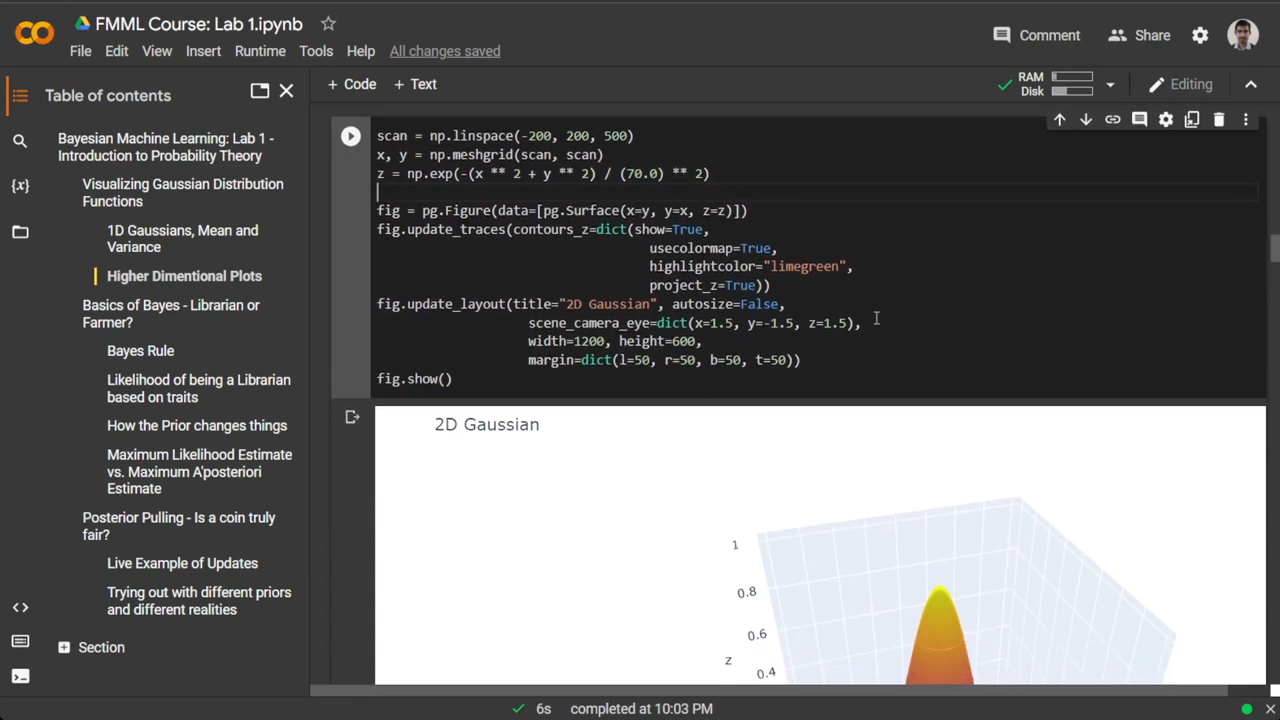 FMML Course: Lab 1.ipynb
File Edit View Insert Runtime Tools Help All changes saved
Comment
Share
+ Code + Text
RAM
Disk
Editing
Table of contents
Bayesian Machine Learning: Lab 1 -
Introduction to Probability Theory
Visualizing Gaussian Distribution
Functions
1D Gaussians, Mean and
Variance
Higher Dimentional Plots
Basics of Bayes - Librarian or
Farmer?
Bayes Rule
Likelihood of being a Librarian
based on traits
How the Prior changes things
Maximum Likelihood Estimate
vs. Maximum A'posteriori
Estimate
Posterior Pulling - Is a coin truly
fair?
Live Example of Updates
Trying out with different priors
and different realities
Section
scan = np.linspace(-200, 200, 500)
x, y = np.meshgrid(scan, scan)
z = np.exp(-(x ** 2 + y ** 2) / (70.0) ** 2)
fig = pg.Figure(data=[pg.Surface(x=y, y=x, z=z)])
fig.update_traces(contours_z=dict(show=True,
usecolormap=True,
highlightcolor="limegreen",
project_z=True))
fig.update_layout(title="2D Gaussian", autosize=False,
scene_camera_eye=dict(x=1.5, y=-1.5, z=1.5),
width=1200, height=600,
margin=dict(l=50, r=50, b=50, t=50))
fig.show()
2D Gaussian
1
0.8
0.6
z
0.4
6s completed at 10:03 PM